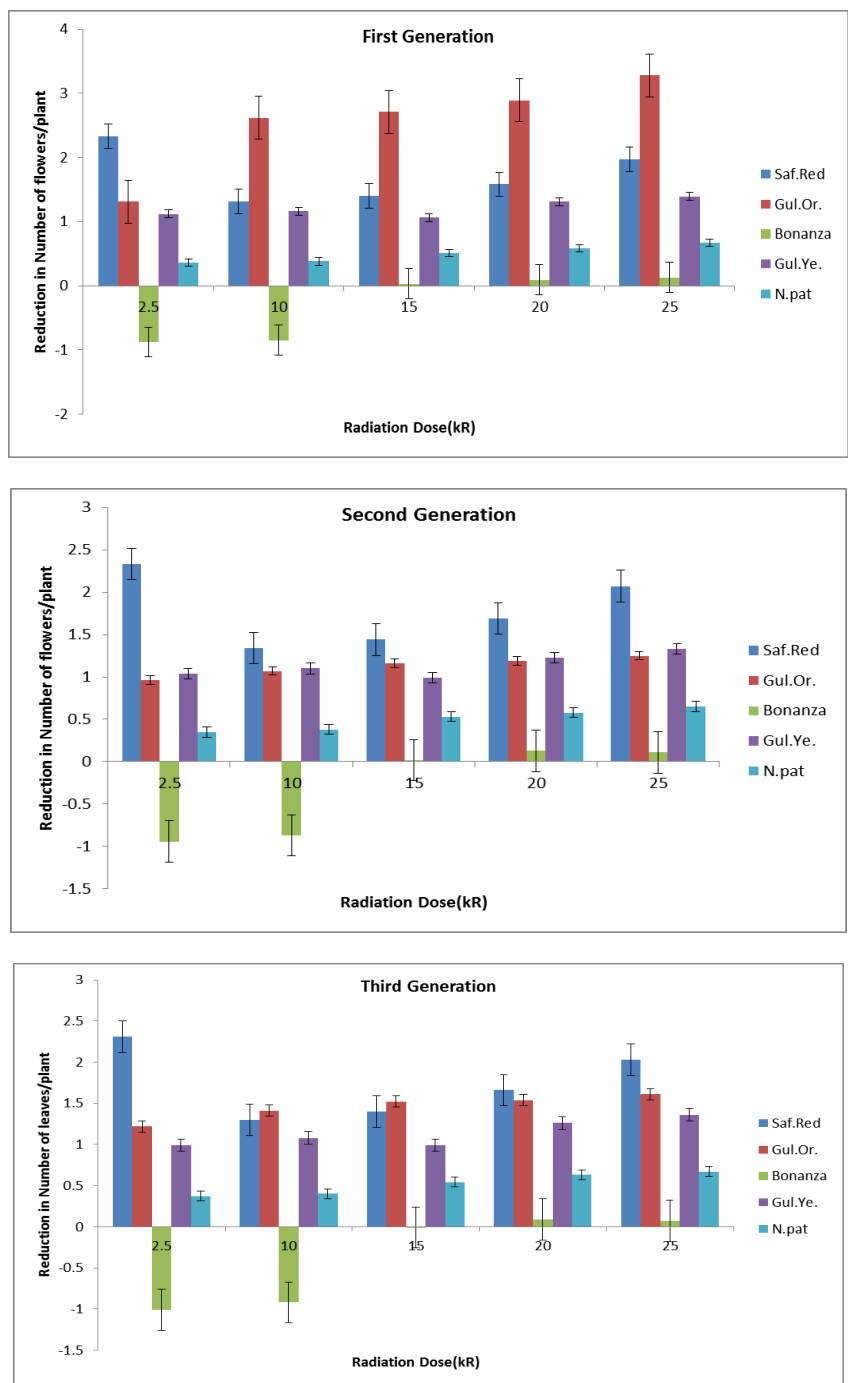 First Generation
Reduction in Number of flowers/plant
4
3
2
1
0
-1
-2
2.5
10
15
20
25
Radiation Dose(kR)
Saf.Red
Gul.Or.
Bonanza
Gul.Ye.
N.pat
Second Generation
Reduction in Number of flowers/plant
3
2.5
2
1.5
1
0.5
0
-0.5
-1
-1.5
2.5
10
15
20
25
Radiation Dose(kR)
Saf.Red
Gul.Or.
Bonanza
Gul.Ye.
N.pat
Third Generation
Reduction in Number of leaves/plant
3
2.5
2
1.5
1
0.5
0
-0.5
-1
-1.5
2.5
10
15
20
25
Radiation Dose(kR)
Saf.Red
Gul.Or.
Bonanza
Gul.Ye.
N.pat